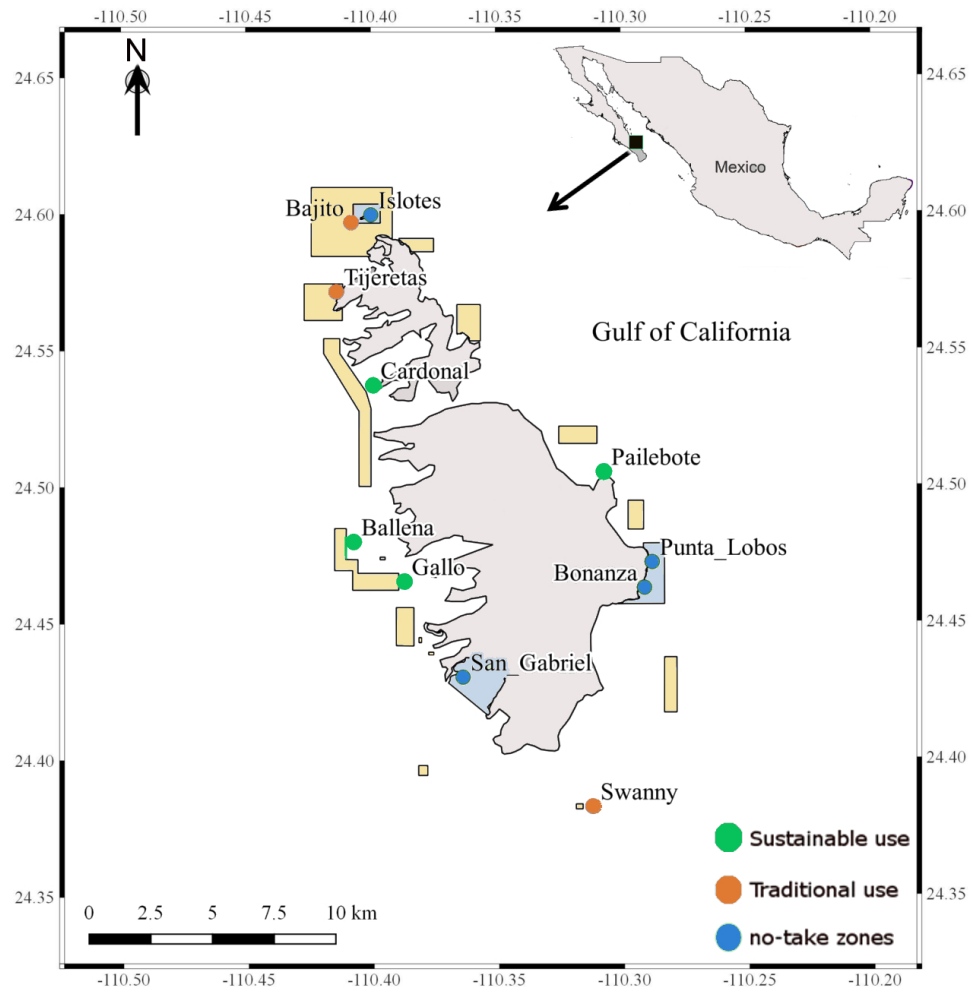 -110.50 -110.45 -110.40 -110.35 -110.30 -110.25 -110.20
N
24.65 24.65
Mexico
24.60 24.60
Islotes
Bajito
Tijeretas
Gulf of California
24.55 24.55
Cardonal
Pailebote
24.50 24.50
Ballena
Punta_Lobos
Gallo
Bonanza
24.45 24.45
San_Gabriel
24.40 24.40
Swanny
Sustainable use
Traditional use
no-take zones
24.35 24.35
0 2.5 5 7.5 10 km
-110.50 -110.45 -110.40 -110.35 -110.30 -110.25 -110.20